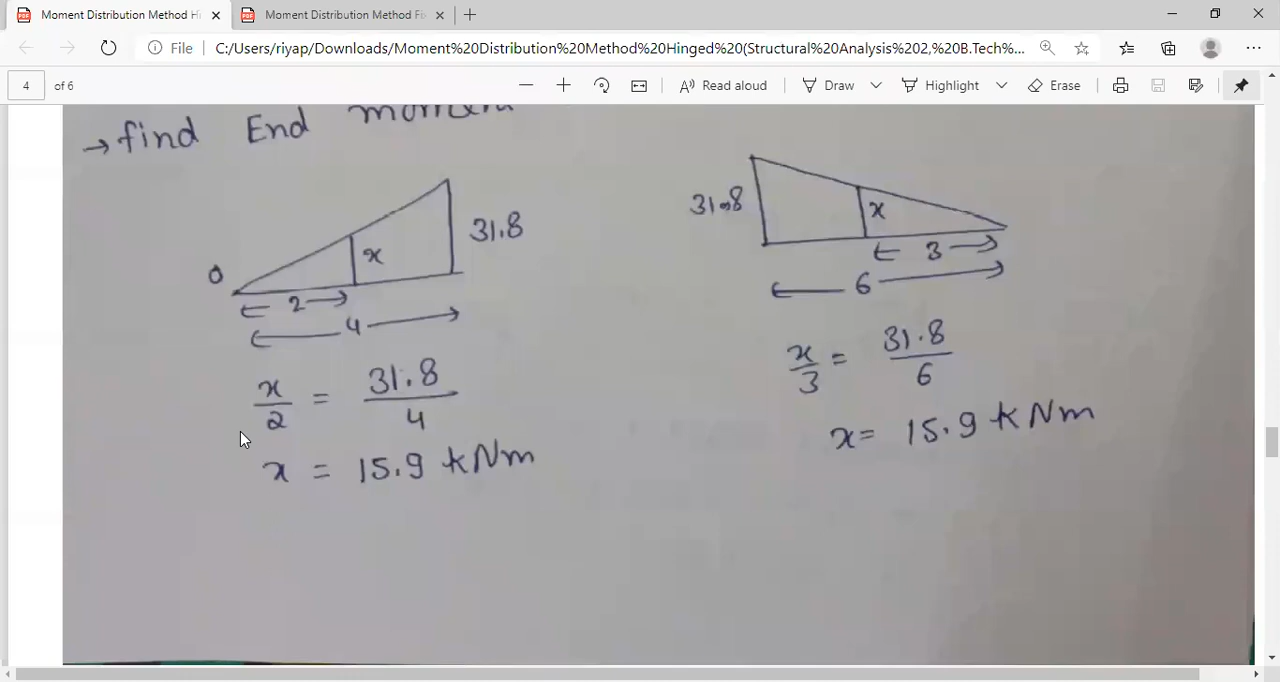 Moment Distribution Method Hi
Moment Distribution Method Fi
File
C:/Users/riyap/Downloads/Moment%20Distribution%20Method%20Hinged%20(Structural%20Analysis%202,%20B.Tech%...
4
of 6
Read aloud
Draw
Highlight
Erase
→ find End moment
0
x
31.8
2
4
x/2 = 31.8/4
x = 15.9 kNm
31.8
x
3
6
x/3 = 31.8/6
x = 15.9 kNm